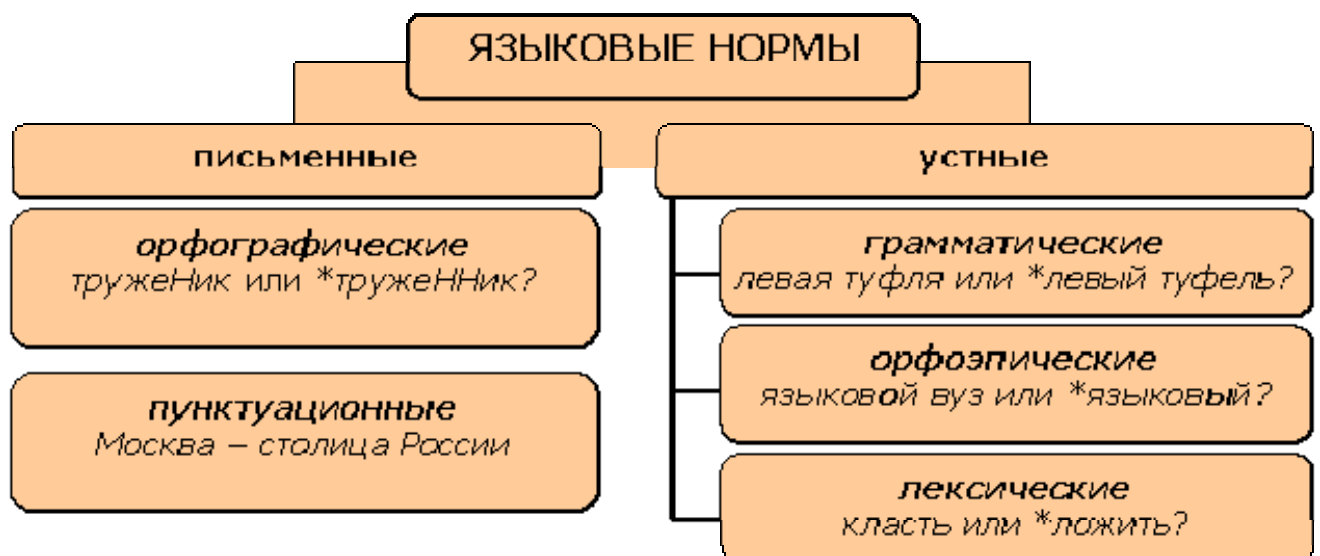 ЯЗЫКОВЫЕ НОРМЫ
письменные
орфографические
тружеНик или *тружеННик?
пунктуационные
Москва – столица России
устные
грамматические
левая туфля или *левый туфель?
орфоэпические
языковой вуз или *языковый?
лексические
класть или *ложить?